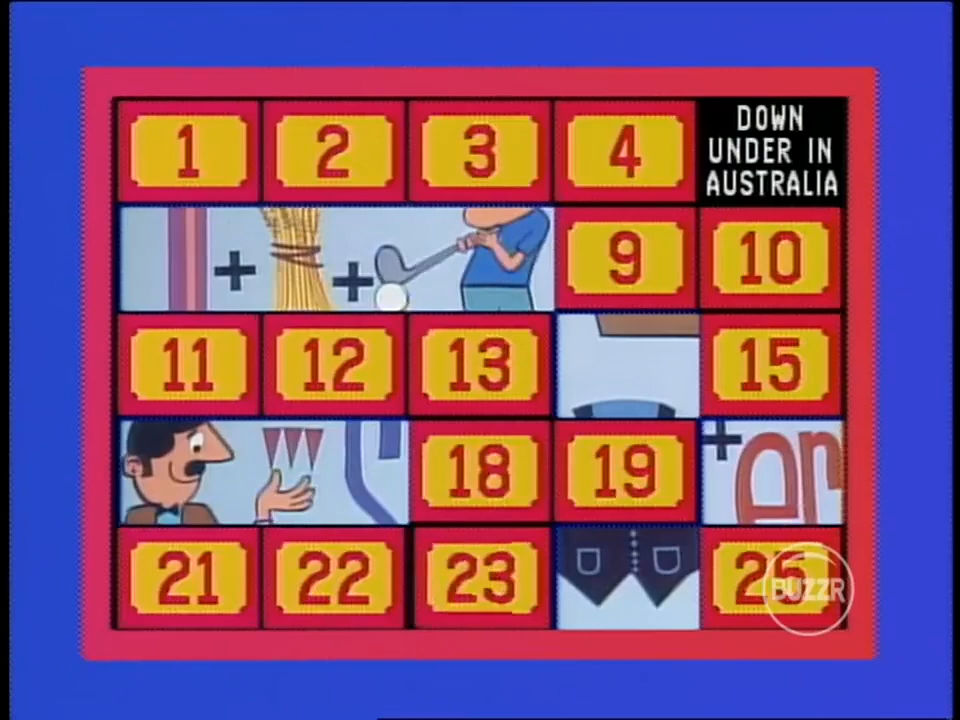 1 2 3 4 DOWN
UNDER IN
AUSTRALIA
+ + 9 10
11 12 13 15
18 19 + er
21 22 23 25
BUZZR